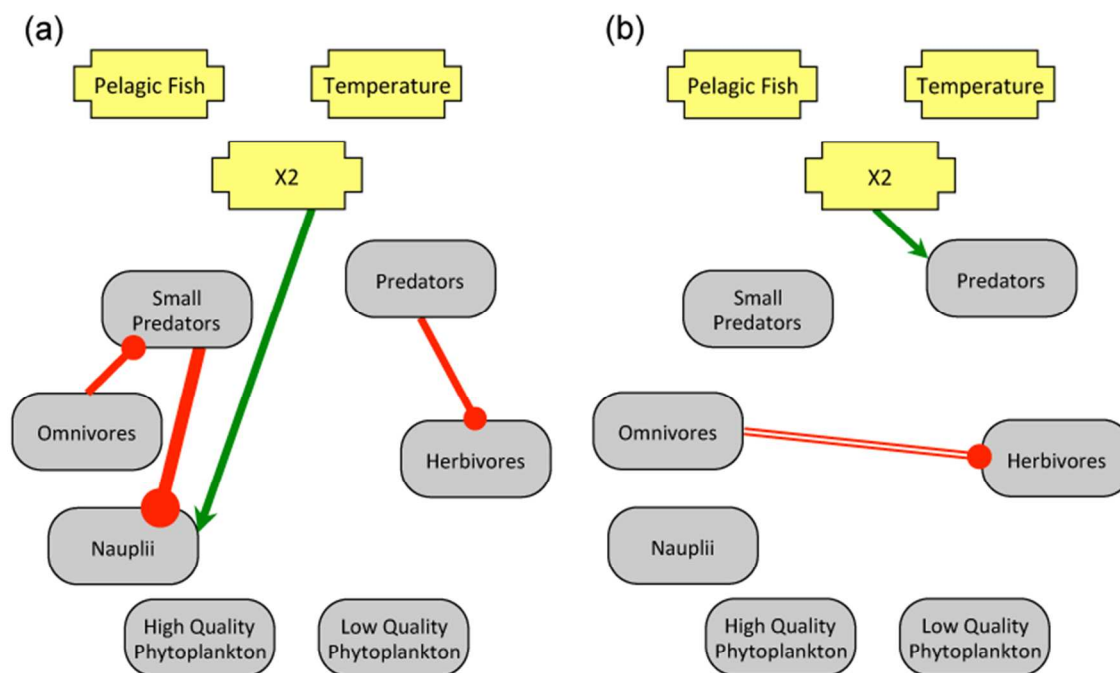 (a)
Pelagic Fish
Temperature
X2
Small
Predators
Predators
Omnivores
Herbivores
Nauplii
High Quality
Phytoplankton
Low Quality
Phytoplankton
(b)
Pelagic Fish
Temperature
X2
Small
Predators
Predators
Omnivores
Herbivores
Nauplii
High Quality
Phytoplankton
Low Quality
Phytoplankton